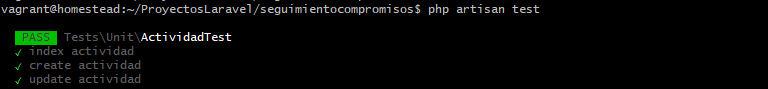 vagrant@homestead:~/ProyectosLaravel/seguimientocompromisos$ php artisan test
PASS Tests\Unit\ActividadTest
✓ index actividad
✓ create actividad
✓ update actividad